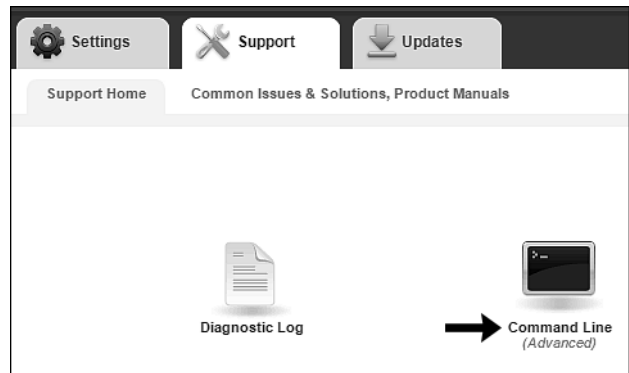 Settings
Support
Updates
Support Home
Common Issues & Solutions, Product Manuals
Diagnostic Log
Command Line
(Advanced)